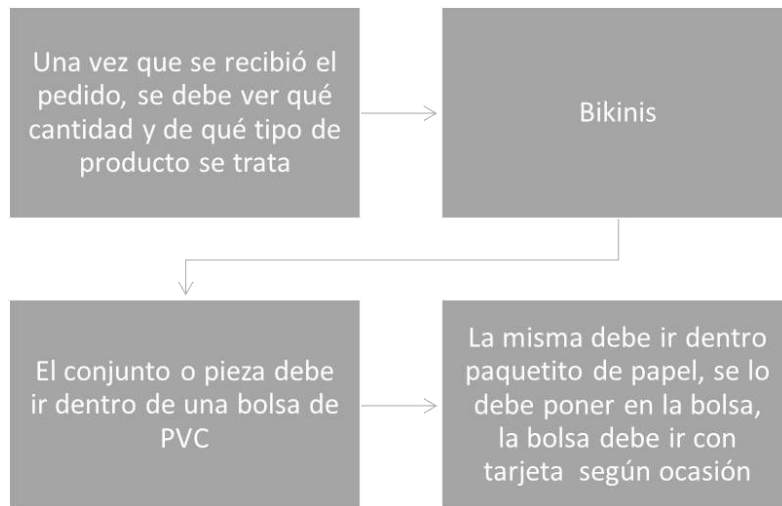 Una vez que se recibió el
pedido, se debe ver qué
cantidad y de qué tipo de
producto se trata
Bikinis
El conjunto o pieza debe
ir dentro de una bolsa de
PVC
La misma debe ir dentro
paquetito de papel, se lo
debe poner en la bolsa,
la bolsa debe ir con
tarjeta según ocasión